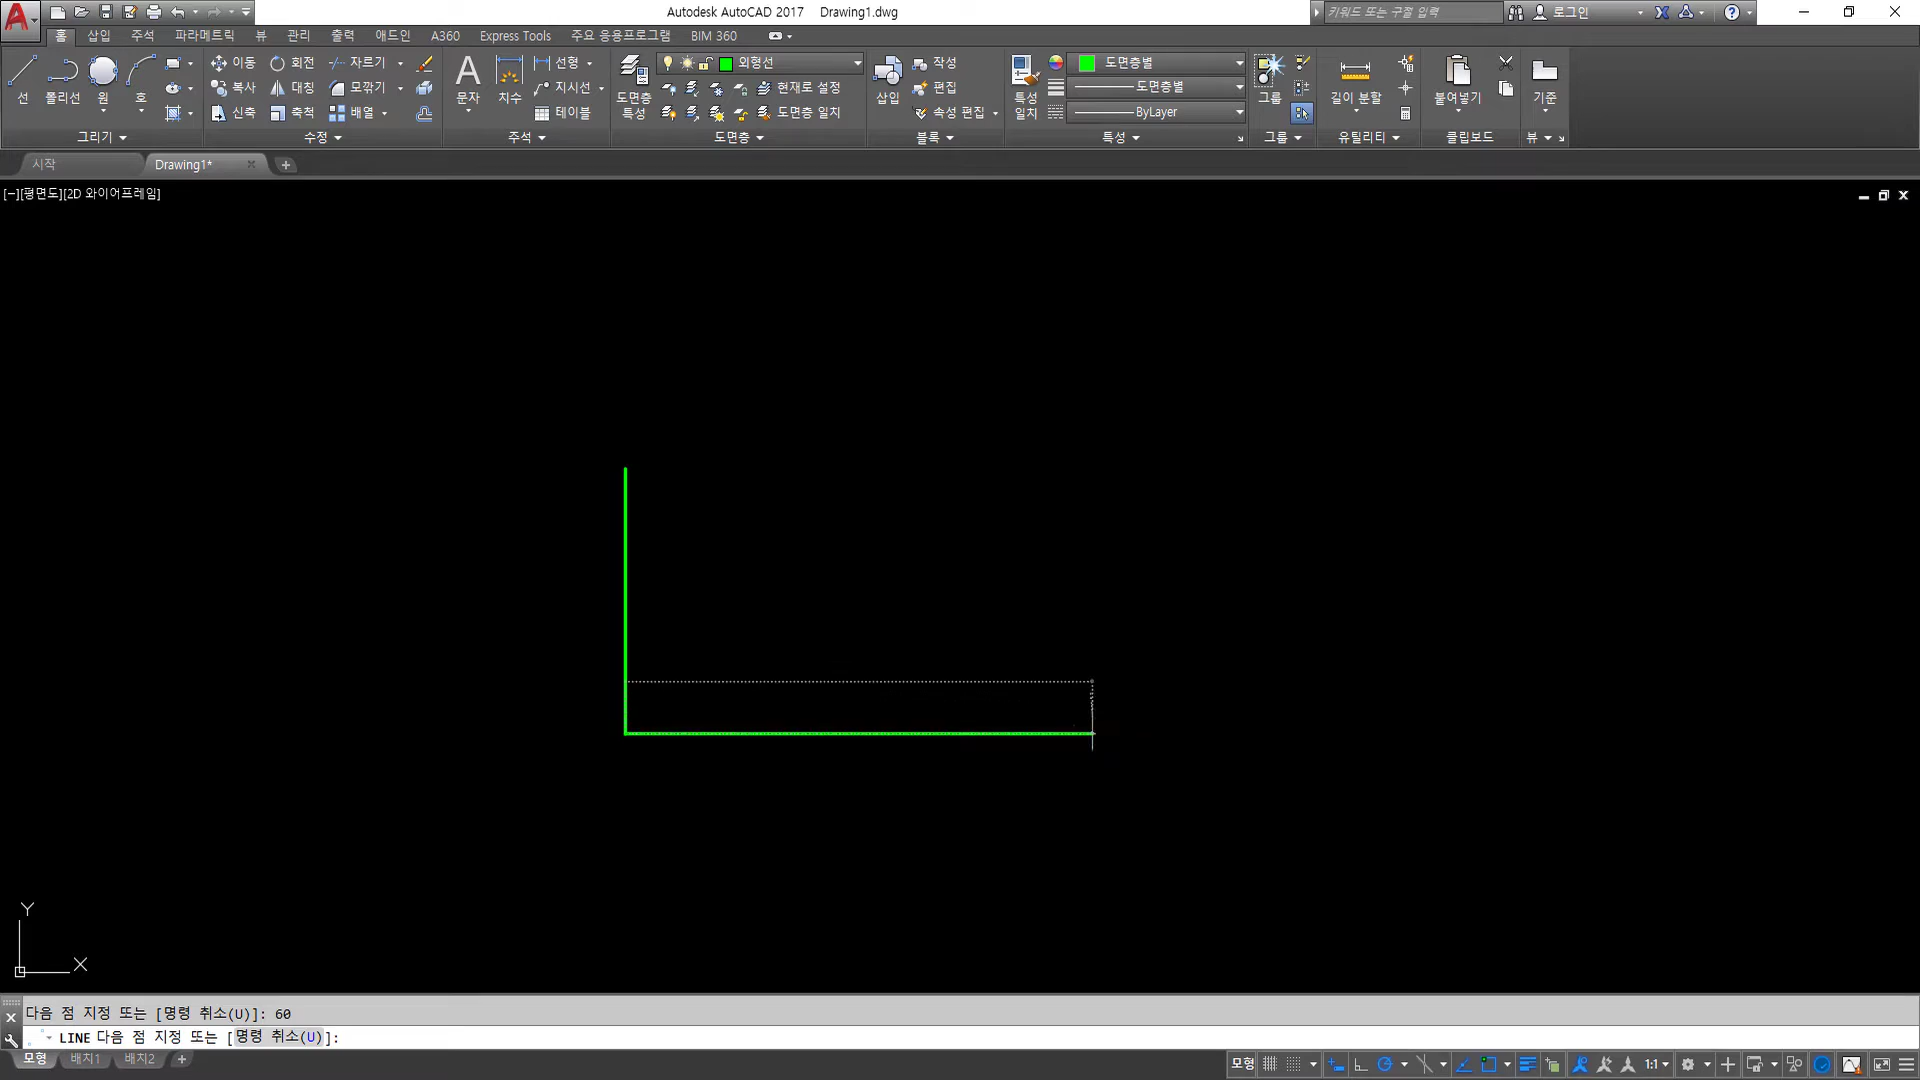 Autodesk AutoCAD 2017 Drawing1.dwg
키워드 또는 구절 입력
로그인
홈 삽입 주석 파라메트릭 뷰 관리 출력 애드인 A360 Express Tools 주요 응용프로그램 BIM 360
선 폴리선 원 호
이동 회전 자르기
복사 대칭 모깎기
신축 축척 배열
문자 치수
선형
지시선
테이블
도면층
특성
외형선
현재로 설정
도면층 일치
삽입
작성
편집
속성 편집
특성
일치
도면층별
도면층별
ByLayer
그룹
길이 분할
붙여넣기
기준
그리기 수정 주석 도면층 블록 특성 그룹 유틸리티 클립보드 뷰
시작 Drawing1*
[−][평면도][2D 와이어프레임]
Y
X
다음 점 지정 또는 [명령 취소(U)]: 60
LINE 다음 점 지정 또는 [명령 취소(U)]:
모형 배치1 배치2
모형 1:1